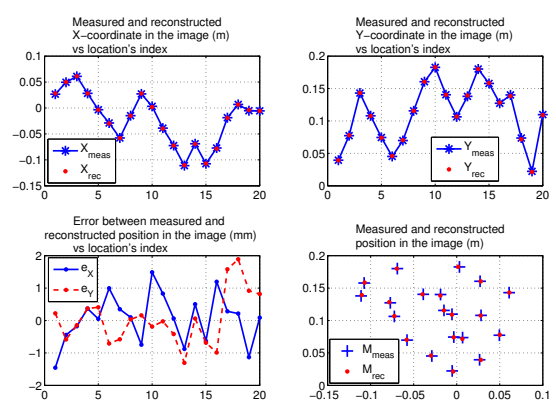 Measured and reconstructed
X−coordinate in the image (m)
vs location's index
0.1
0.05
0
−0.05
−0.1
−0.15
0 5 10 15 20
X_meas
X_rec
Measured and reconstructed
Y−coordinate in the image (m)
vs location's index
0.2
0.15
0.1
0.05
0
0 5 10 15 20
Y_meas
Y_rec
Error between measured and
reconstructed position in the image (mm)
vs location's index
2
1
0
−1
−2
0 5 10 15 20
e_X
e_Y
Measured and reconstructed
position in the image (m)
0.2
0.15
0.1
0.05
0
−0.15 −0.1 −0.05 0 0.05 0.1
M_meas
M_rec